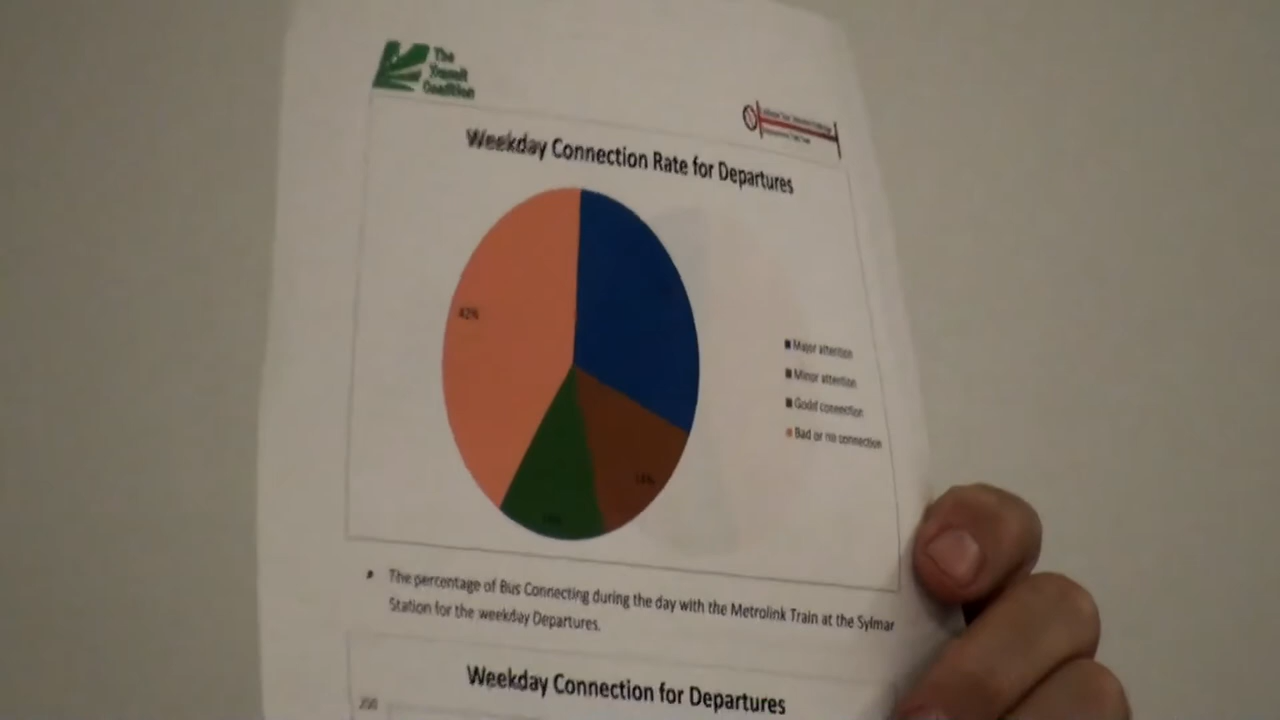 The
Transit
Coalition
Weekday Connection Rate for Departures
42%
Major attention
Minor attention
Good connection
Bad or no connection
The percentage of Bus Connecting during the day with the Metrolink Train at the Sylmar
Station for the weekday Departures.
Weekday Connection for Departures